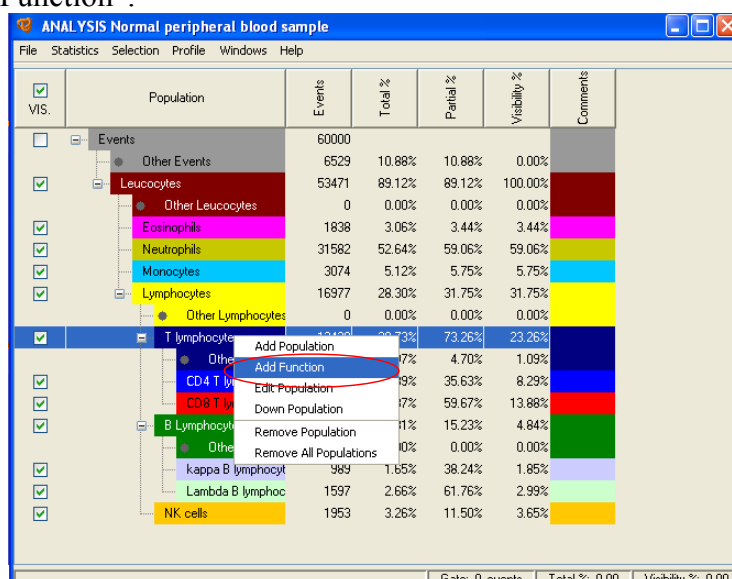 Function".
ANALYSIS Normal peripheral blood sample
File Statistics Selection Profile Windows Help
VIS. Population Events Total % Partial % Visibility % Comments
Events 60000
Other Events 6529 10.88% 10.88% 0.00%
Leucocytes 53471 89.12% 89.12% 100.00%
Other Leucocytes 0 0.00% 0.00% 0.00%
Eosinophils 1838 3.06% 3.44% 3.44%
Neutrophils 31582 52.64% 59.06% 59.06%
Monocytes 3074 5.12% 5.75% 5.75%
Lymphocytes 16977 28.30% 31.75% 31.75%
Other Lymphocytes 0 0.00% 0.00% 0.00%
T lymphocyte 73% 73.26% 23.26%
Othe 4.70% 1.09%
CD4 T ly 35.63% 8.29%
CD8 T ly 59.67% 13.88%
B Lymphocyt 15.23% 4.84%
Othe 0.00% 0.00%
kappa B lymphocyt 989 1.65% 38.24% 1.85%
Lambda B lymphoc 1597 2.66% 61.76% 2.99%
NK cells 1953 3.26% 11.50% 3.65%
Add Population
Add Function
Edit Population
Down Population
Remove Population
Remove All Populations
Gate: 0 events Total %: 0.00 Visibility %: 0.00